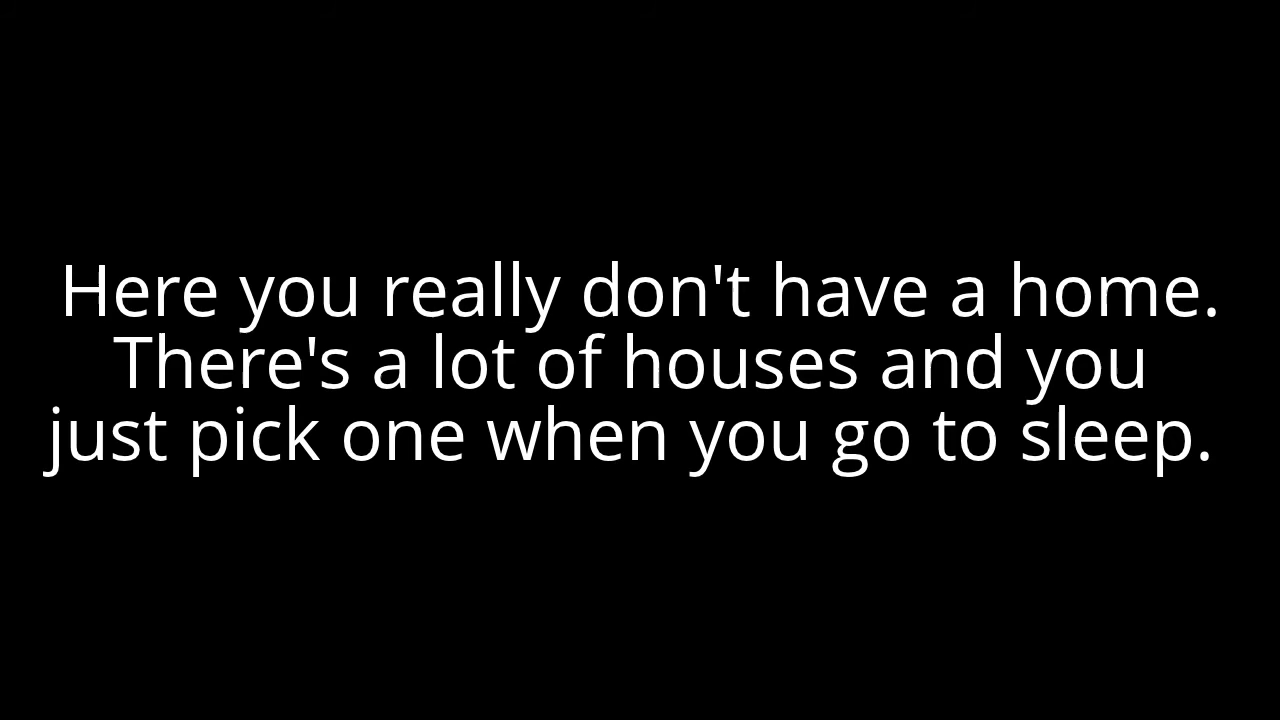 Here you really don't have a home.
There's a lot of houses and you
just pick one when you go to sleep.